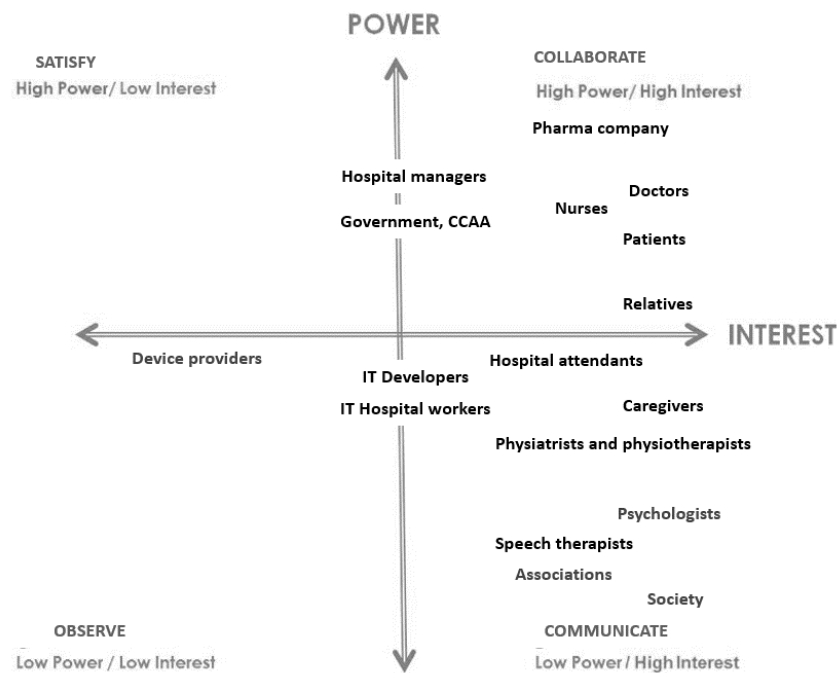 POWER
SATISFY
High Power/ Low Interest
COLLABORATE
High Power/ High Interest
Pharma company
Hospital managers
Doctors
Nurses
Government, CCAA
Patients
Relatives
INTEREST
Device providers
Hospital attendants
IT Developers
IT Hospital workers
Caregivers
Physiatrists and physiotherapists
Psychologists
Speech therapists
Associations
Society
OBSERVE
Low Power / Low Interest
COMMUNICATE
Low Power / High Interest